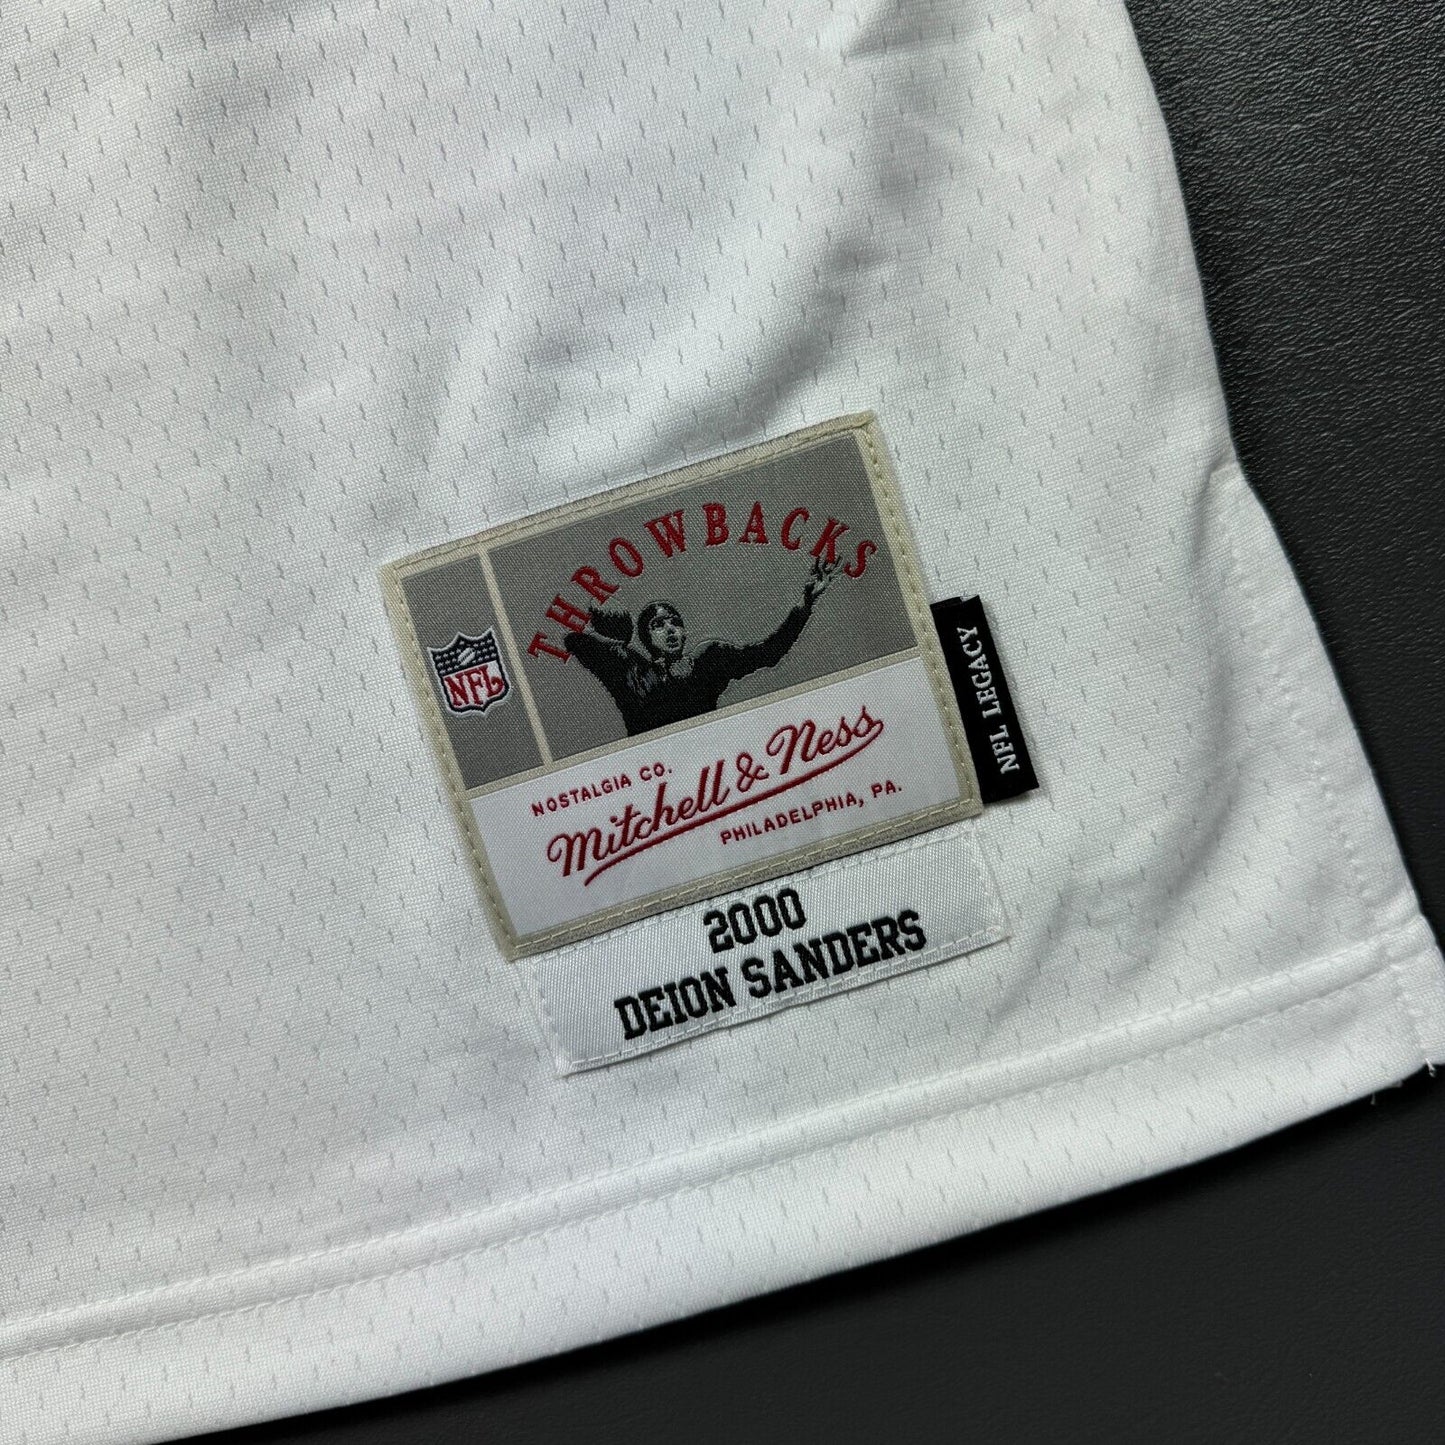 THROWBACKS
NFL
NOSTALGIA CO.
Mitchell & Ness
PHILADELPHIA, PA.
NFL LEGACY
2000
DEION SANDERS